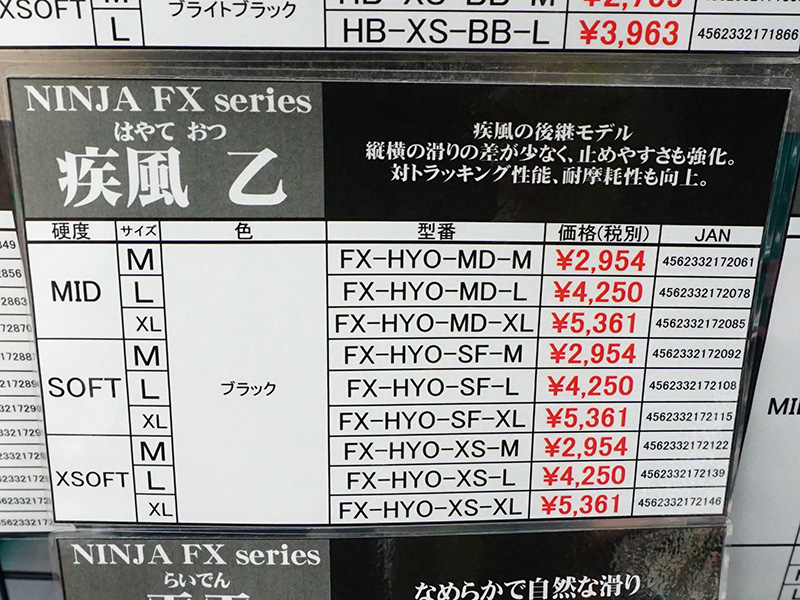 XSOFT
ブライトブラック
L HB-XS-BB-L ¥3,963 4562332171866
NINJA FX series
はやて おつ
疾風 乙
疾風の後継モデル
縦横の滑りの差が少なく、止めやすさも強化。
対トラッキング性能、耐摩耗性も向上。
硬度 サイズ 色 型番 価格(税別) JAN
M FX-HYO-MD-M ¥2,954 4562332172061
MID L FX-HYO-MD-L ¥4,250 4562332172078
XL FX-HYO-MD-XL ¥5,361 4562332172085
M FX-HYO-SF-M ¥2,954 4562332172092
SOFT L ブラック FX-HYO-SF-L ¥4,250 4562332172108
XL FX-HYO-SF-XL ¥5,361 4562332172115
M FX-HYO-XS-M ¥2,954 4562332172122
XSOFT L FX-HYO-XS-L ¥4,250 4562332172139
XL FX-HYO-XS-XL ¥5,361 4562332172146
NINJA FX series
らいでん
なめらかで自然な滑り